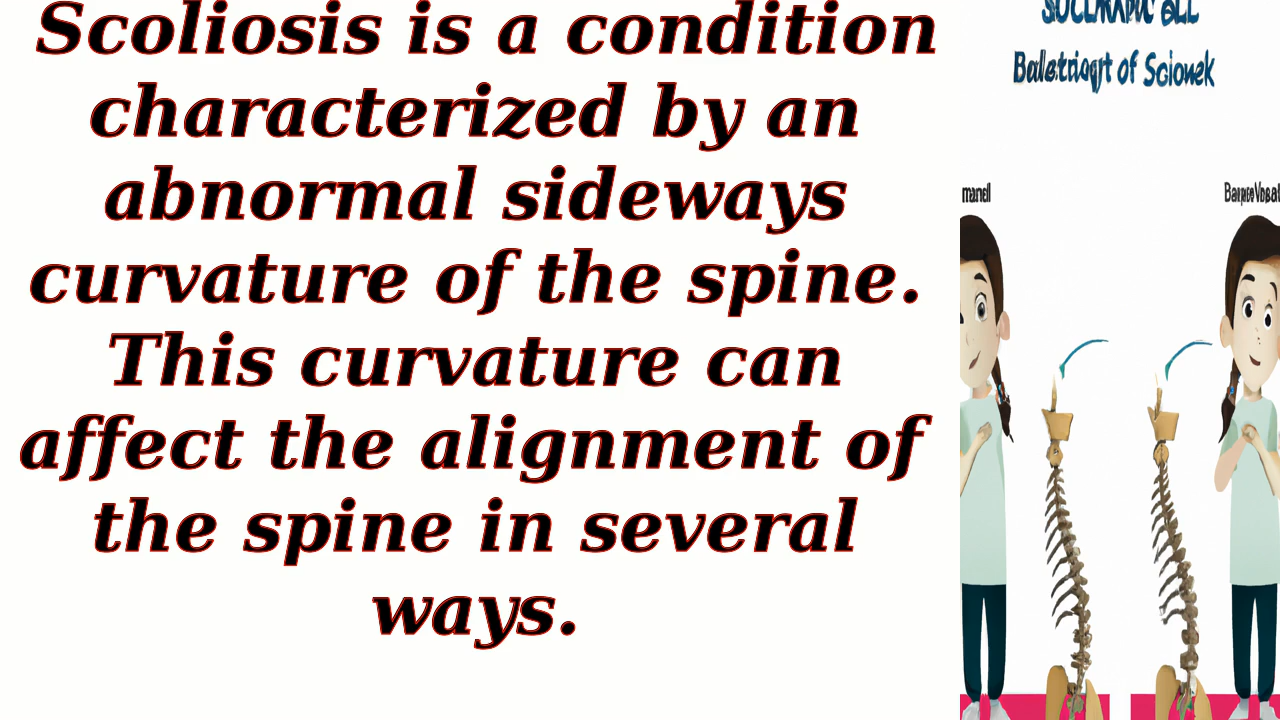 Scoliosis is a condition
characterized by an
abnormal sideways
curvature of the spine.
This curvature can
affect the alignment of
the spine in several
ways.
of